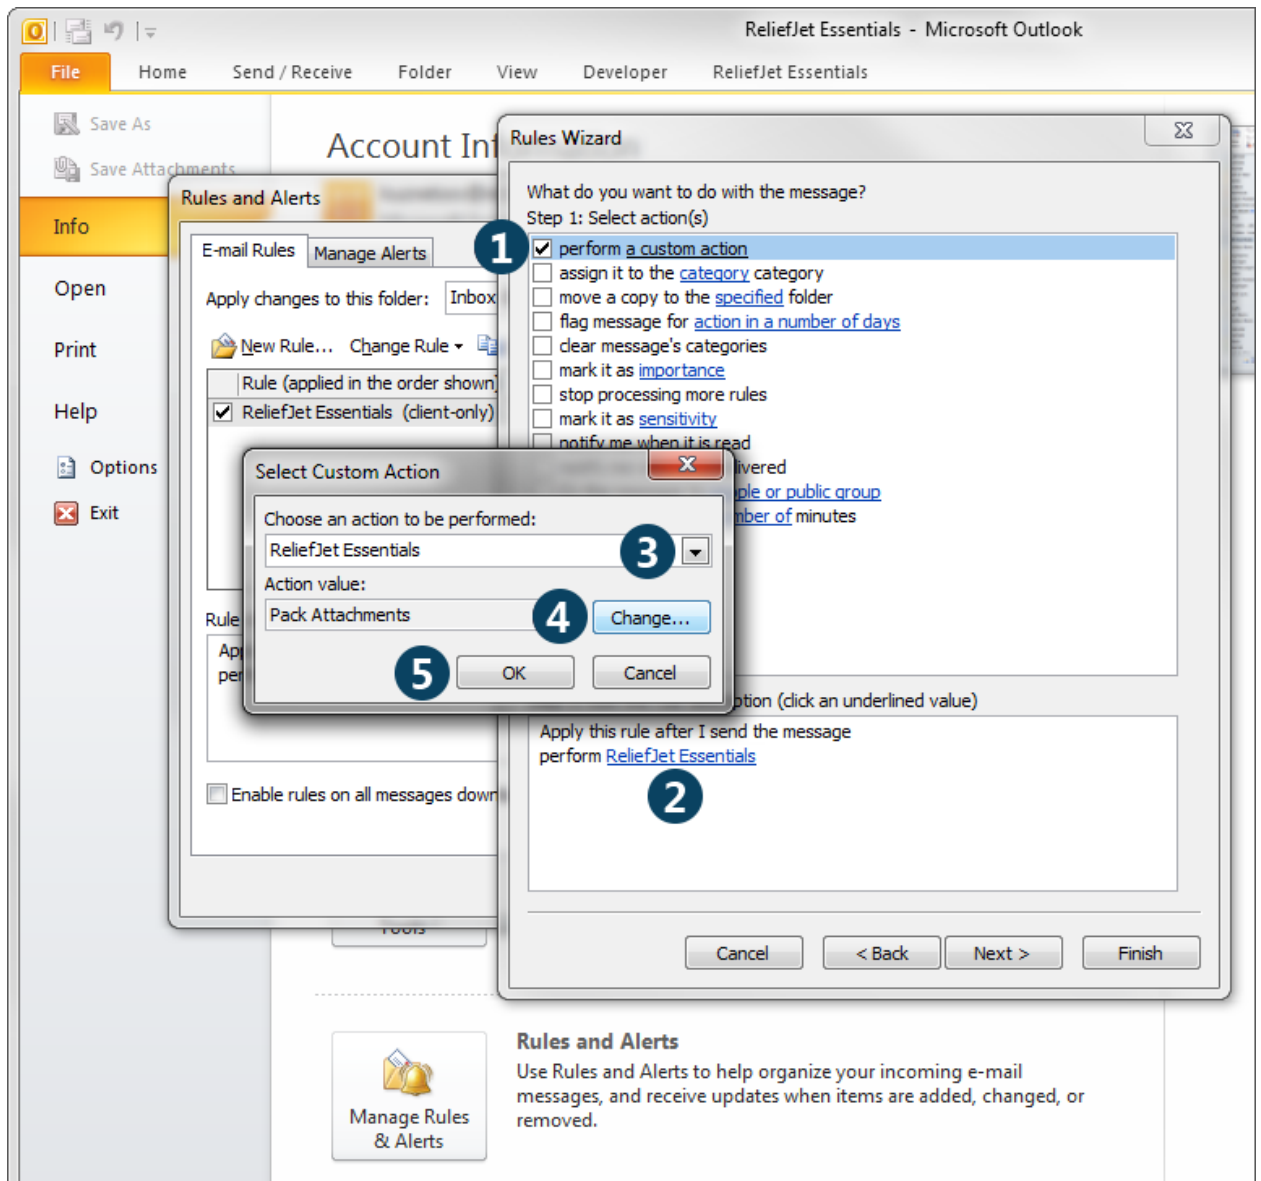 ReliefJet Essentials - Microsoft Outlook
File Home Send / Receive Folder View Developer ReliefJet Essentials
Save As
Save Attachments
Info
Open
Print
Help
Options
Exit
Account Inf
Rules and Alerts
E-mail Rules Manage Alerts
Apply changes to this folder: Inbox
New Rule... Change Rule
Rule (applied in the order shown)
ReliefJet Essentials (client-only)
Rule
Ap
per
Enable rules on all messages down
Tools
Rules Wizard
What do you want to do with the message?
Step 1: Select action(s)
1
perform a custom action
assign it to the category category
move a copy to the specified folder
flag message for action in a number of days
clear message's categories
mark it as importance
stop processing more rules
mark it as sensitivity
notify me when it is read
livered
ople or public group
mber of minutes
Select Custom Action
Choose an action to be performed:
ReliefJet Essentials
3
Action value:
Pack Attachments
4
Change...
5
OK
Cancel
ption (click an underlined value)
Apply this rule after I send the message
perform ReliefJet Essentials
2
Cancel < Back Next > Finish
Manage Rules
& Alerts
Rules and Alerts
Use Rules and Alerts to help organize your incoming e-mail
messages, and receive updates when items are added, changed, or
removed.